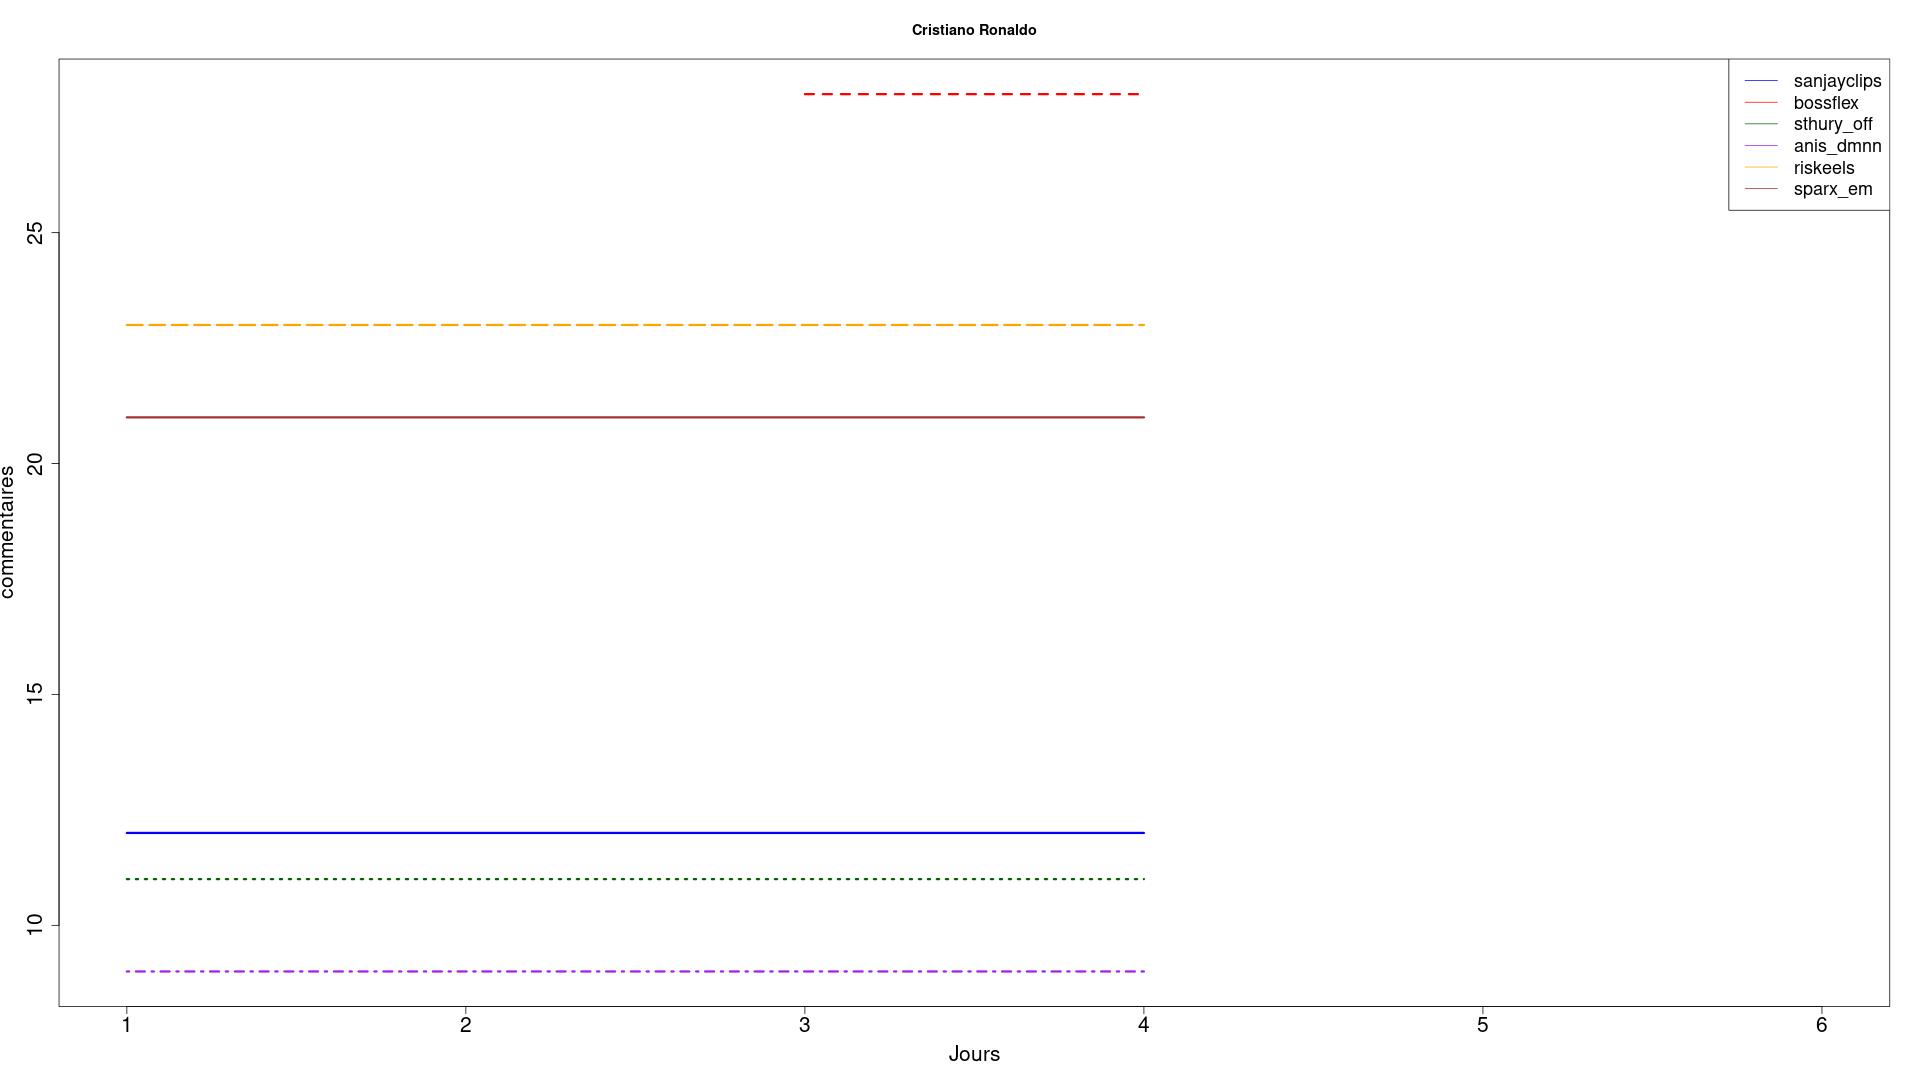 Cristiano Ronaldo
sanjayclips
bossflex
sthury_off
anis_dmnn
riskeels
sparx_em
commentaires
25
20
15
10
1 2 3 4 5 6
Jours